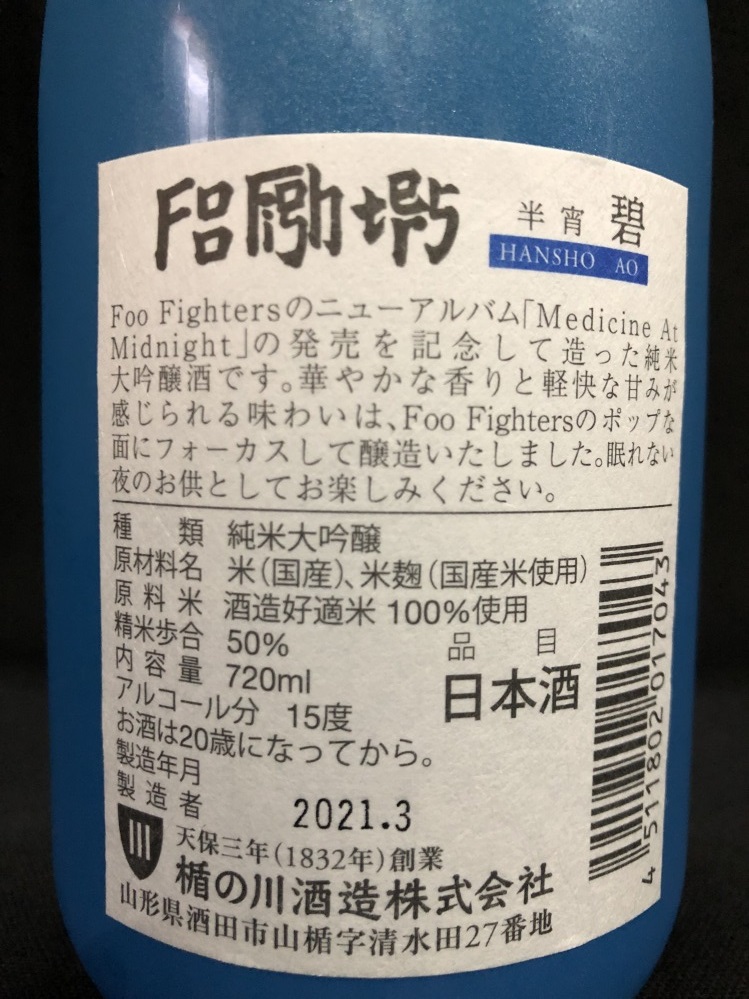 半宵 碧
HANSHO AO
Foo Fightersのニューアルバム「Medicine At
Midnight」の発売を記念して造った純米
大吟醸酒です。華やかな香りと軽快な甘みが
感じられる味わいは、Foo Fightersのポップな
面にフォーカスして醸造いたしました。眠れない
夜のお供としてお楽しみください。
種類 純米大吟醸
原材料名 米(国産)、米麹(国産米使用)
原料米 酒造好適米 100%使用
精米歩合 50%
内容量 720ml
アルコール分 15度
品目
日本酒
お酒は20歳になってから。
製造年月
2021.3
製造者
天保三年(1832年)創業
楯の川酒造株式会社
山形県酒田市山楯字清水田27番地
4 511802 017043